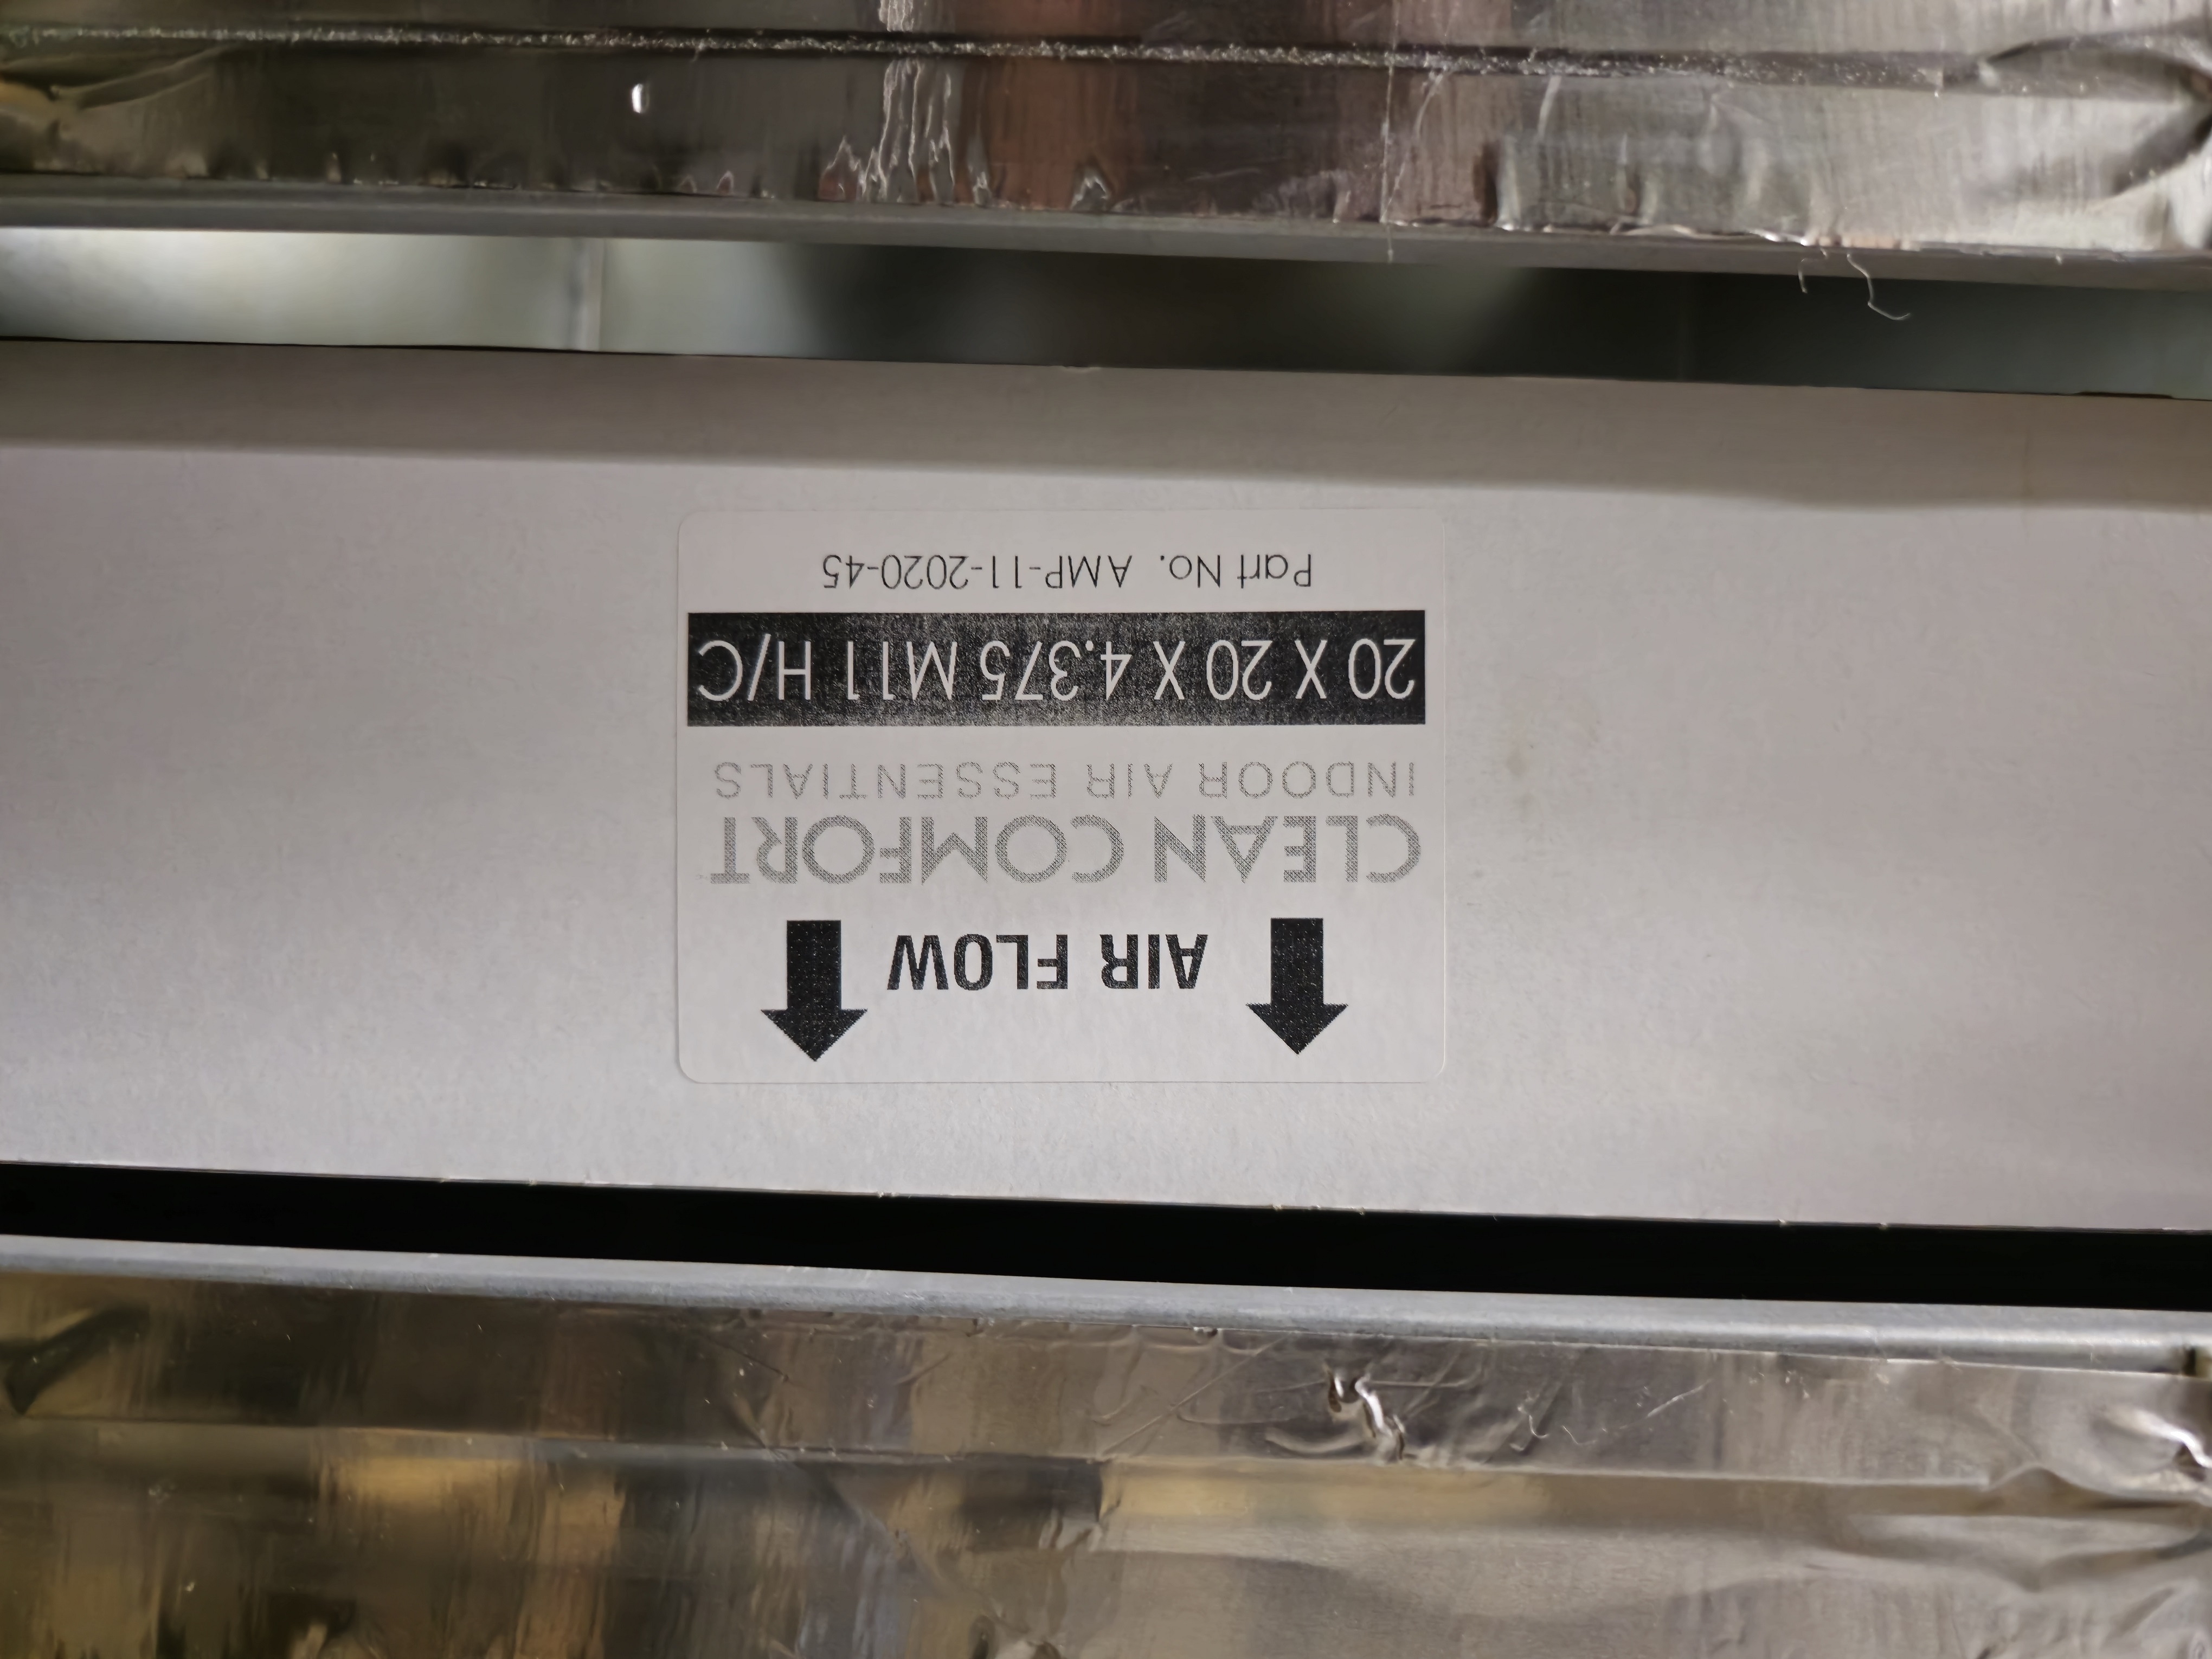 AIR FLOW
CLEAN COMFORT
INDOOR AIR ESSENTIALS
20 X 20 X 4.375 M11 H/C
Part No. AMP-11-2020-45